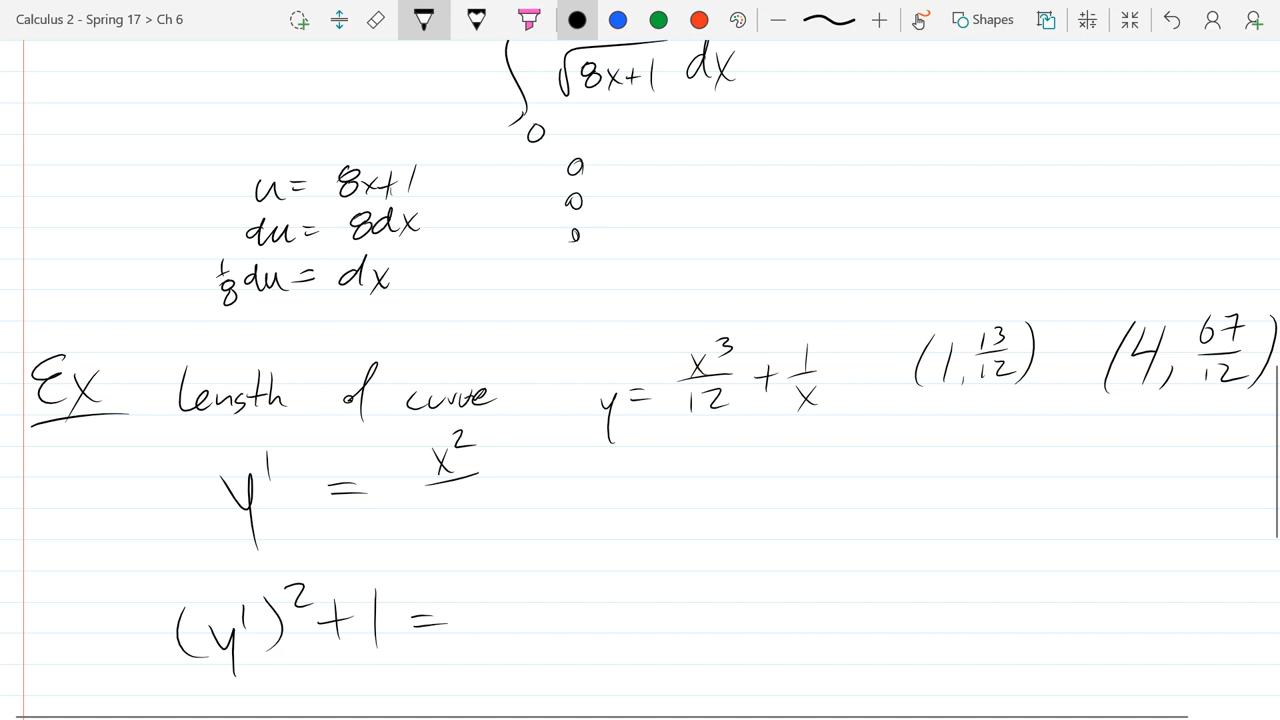 Calculus 2 - Spring 17 > Ch 6
Shapes
∫₀ √8x+1 dx
u = 8x+1
du = 8dx
1/8 du = dx
Ex Length of curve y = x³/12 + 1/x (1, 13/12) (4, 67/12)
y' = x²
(y')² + 1 =